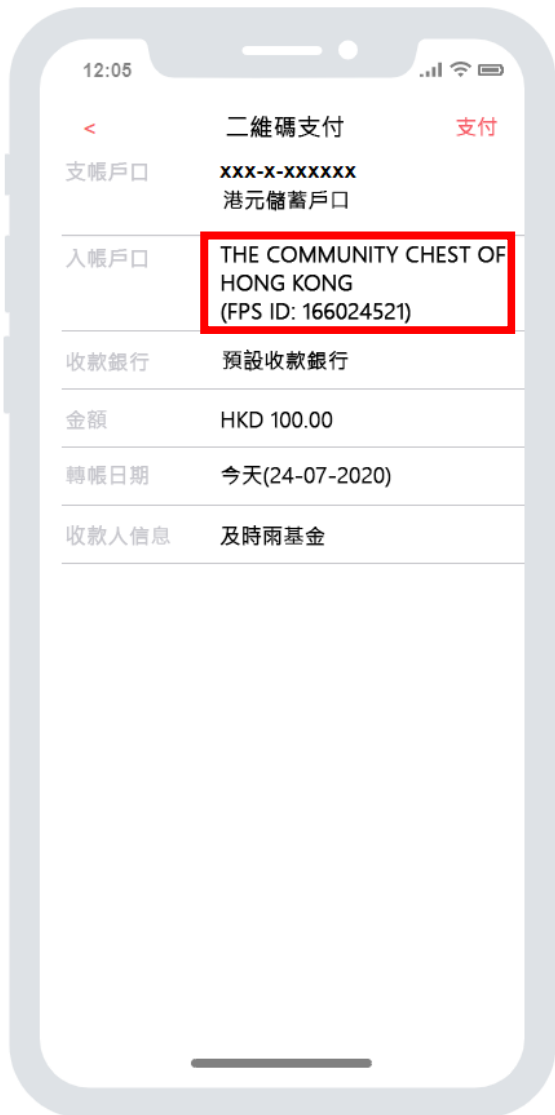 12:05
< 二維碼支付 支付
支帳戶口 xxx-x-xxxxxx
港元儲蓄戶口
入帳戶口 THE COMMUNITY CHEST OF
HONG KONG
(FPS ID: 166024521)
收款銀行 預設收款銀行
金額 HKD 100.00
轉帳日期 今天(24-07-2020)
收款人信息 及時雨基金